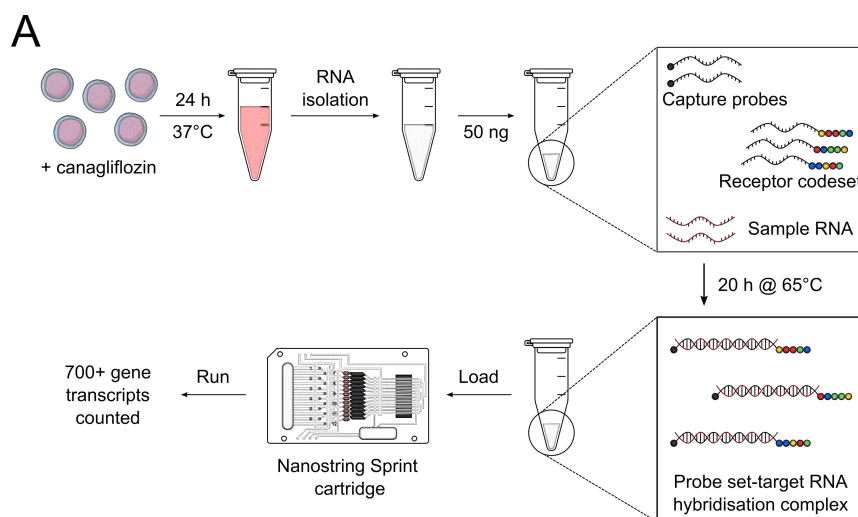 A
24 h
37°C
+ canagliflozin
RNA
isolation
50 ng
Capture probes
Receptor codeset
Sample RNA
20 h @ 65°C
Probe set-target RNA
hybridisation complex
Load
Nanostring Sprint
cartridge
Run
700+ gene
transcripts
counted